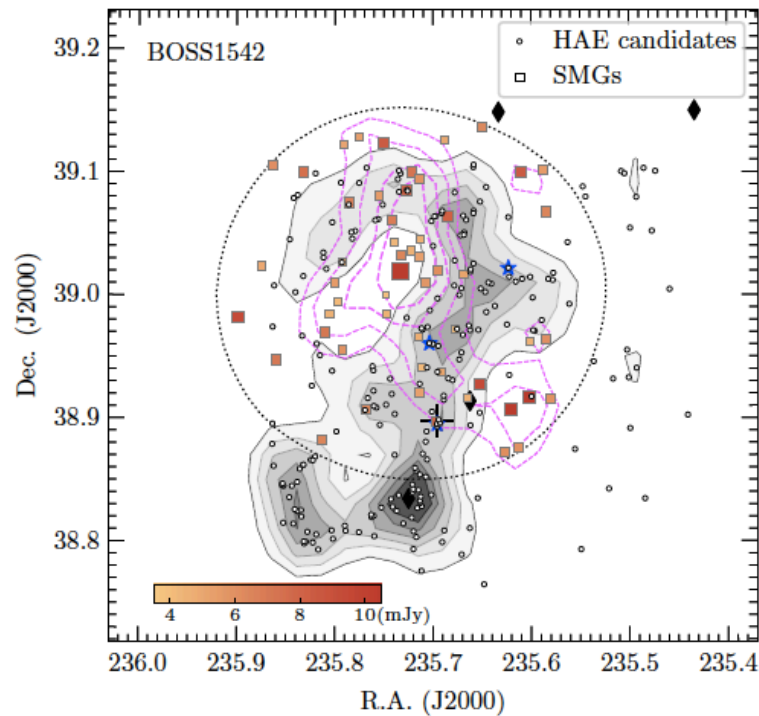 BOSS1542
HAE candidates
SMGs
39.2
39.1
39.0
38.9
38.8
Dec. (J2000)
4 6 8 10(mJy)
236.0 235.9 235.8 235.7 235.6 235.5 235.4
R.A. (J2000)